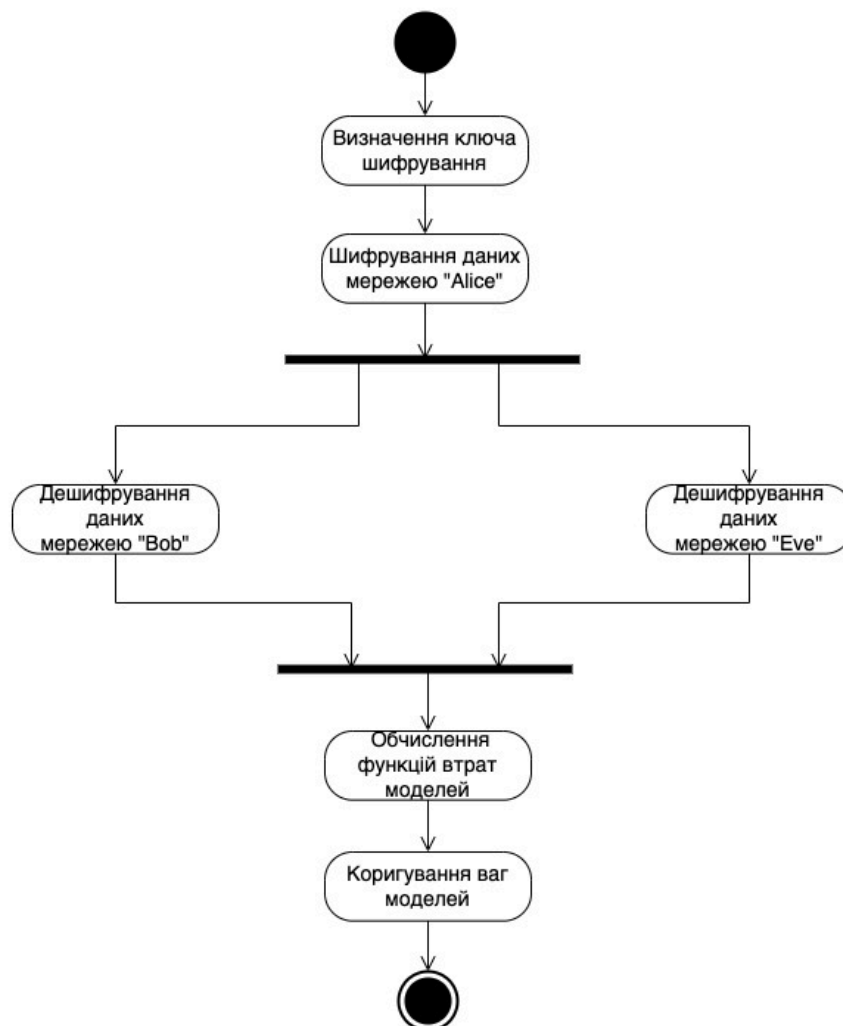 Визначення ключа
шифрування
Шифрування даних
мережею "Alice"
Дешифрування
даних
мережею "Bob"
Дешифрування
даних
мережею "Eve"
Обчислення
функцій втрат
моделей
Коригування ваг
моделей